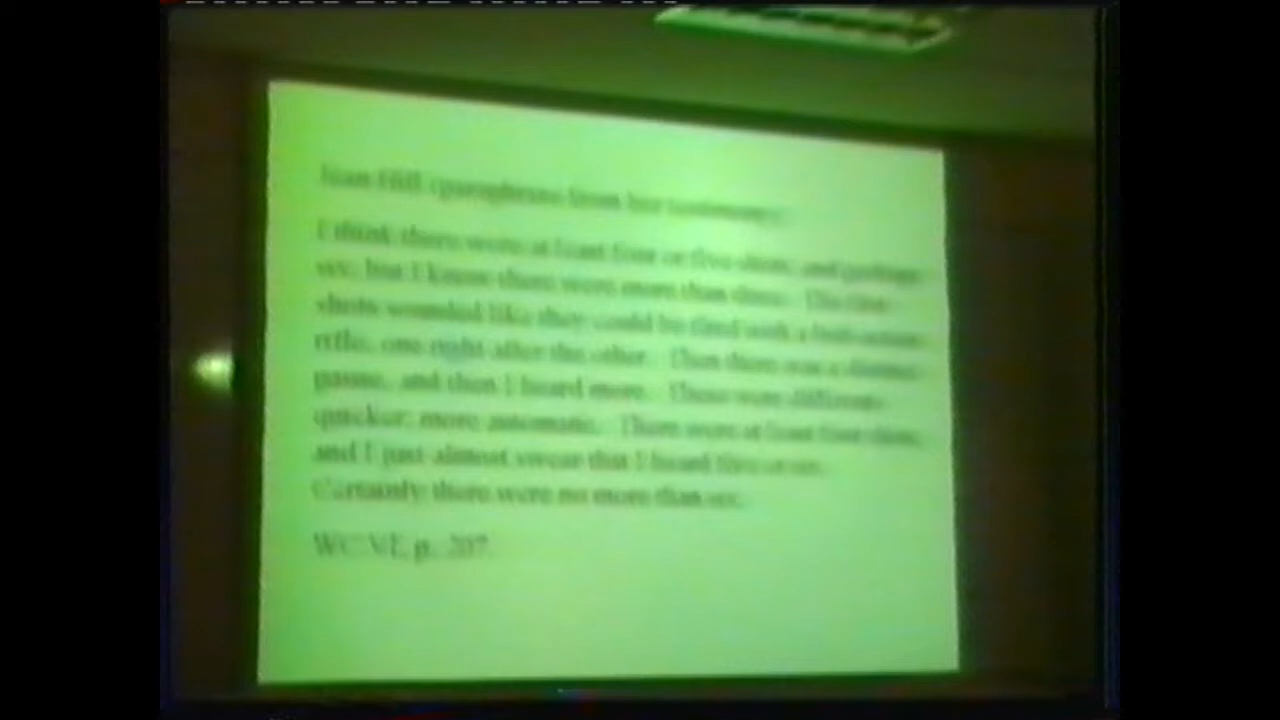 Jean Hill (paraphrase from her testimony):
I think there were at least four or five shots, and perhaps
six, but I know there were more than three. The first
shots sounded like they could be fired with a bolt-action
rifle, one right after the other. Then there was a distinct
pause, and then I heard more. These were different:
quicker; more automatic. There were at least four shots,
and I just almost swear that I heard five or six.
Certainly there were no more than six.
WC VI, p. 207.